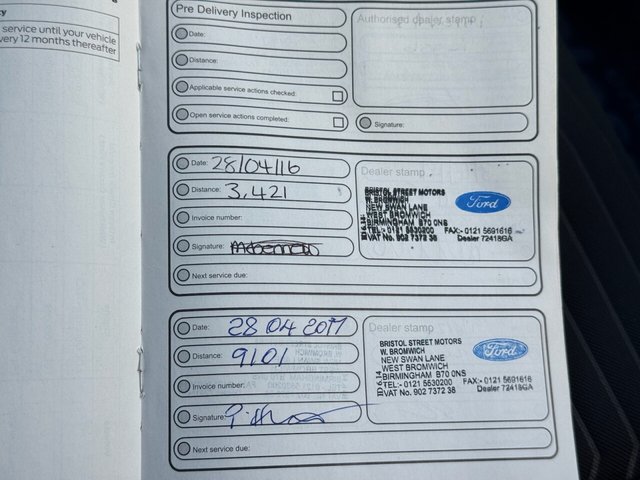 cy
service until your vehicle
very 12 months thereafter
Pre Delivery Inspection
Authorised dealer stamp
Date:
Distance:
Applicable service actions checked:
Open service actions completed:
Signature:
Date: 28/04/16
Distance: 3,421
Invoice number:
Signature:
Next service due:
Dealer stamp
BRISTOL STREET MOTORS
W. BROMWICH
NEW SWAN LANE
WEST BROMWICH
BIRMINGHAM B70 0NS
TEL:- 0121 5530200 FAX:- 0121 5691616
VAT No. 902 7372 38 Dealer 72418GA
Ford
Date: 28 04 2017
Distance: 9101
Invoice number:
Signature:
Next service due:
Dealer stamp
BRISTOL STREET MOTORS
W. BROMWICH
NEW SWAN LANE
WEST BROMWICH
BIRMINGHAM B70 0NS
TEL:- 0121 5530200 FAX:- 0121 5691616
VAT No. 902 7372 38 Dealer 72418GA
Ford